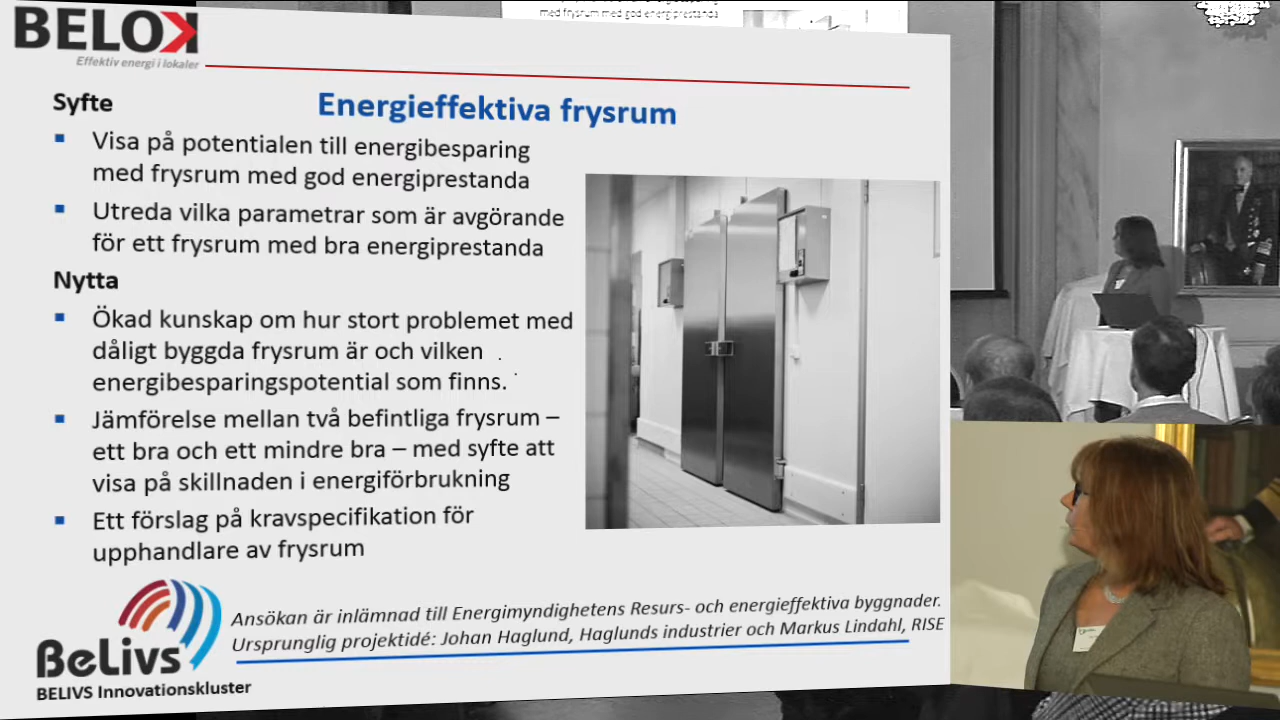 med frysrum med god energiprestanda
BELOK
Effektiv energi i lokaler
Energieffektiva frysrum
Syfte
▪ Visa på potentialen till energibesparing
med frysrum med god energiprestanda
▪ Utreda vilka parametrar som är avgörande
för ett frysrum med bra energiprestanda
Nytta
▪ Ökad kunskap om hur stort problemet med
dåligt byggda frysrum är och vilken
energibesparingspotential som finns.
▪ Jämförelse mellan två befintliga frysrum –
ett bra och ett mindre bra – med syfte att
visa på skillnaden i energiförbrukning
▪ Ett förslag på kravspecifikation för
upphandlare av frysrum
Ansökan är inlämnad till Energimyndighetens Resurs- och energieffektiva byggnader.
Ursprunglig projektidé: Johan Haglund, Haglunds industrier och Markus Lindahl, RISE
BeLivs
BELIVS Innovationskluster